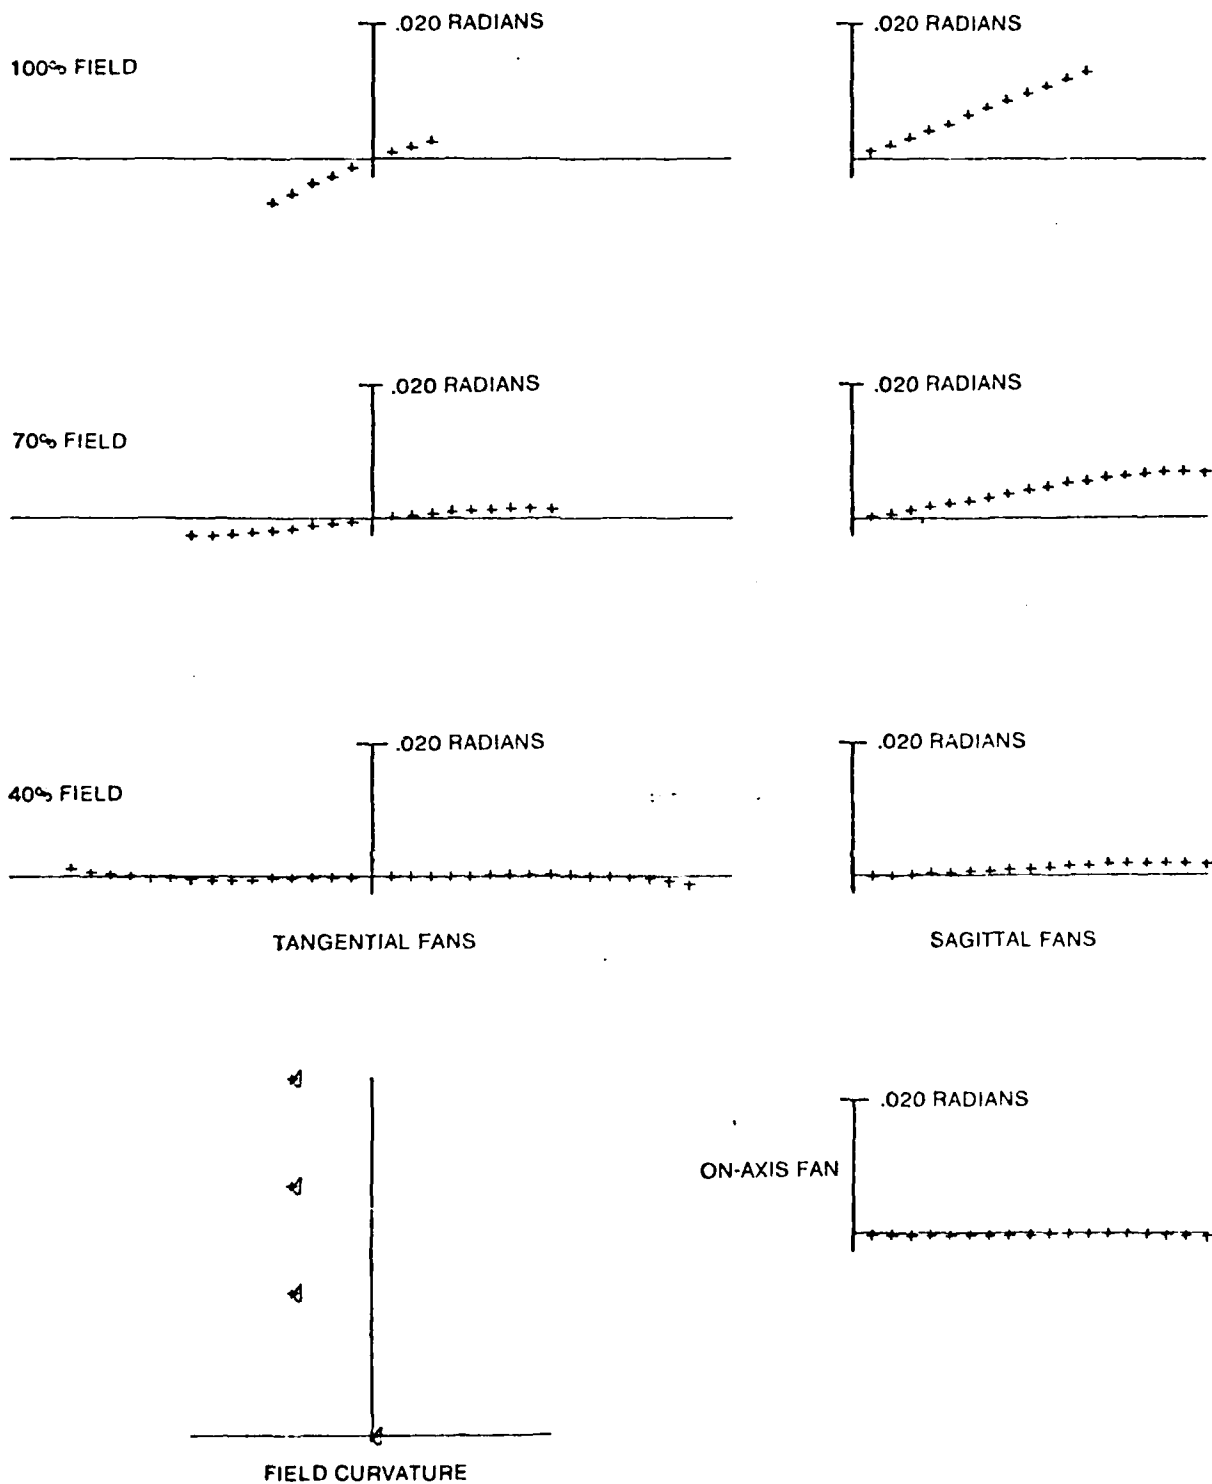 .020 RADIANS
.020 RADIANS
100% FIELD
.020 RADIANS
.020 RADIANS
70% FIELD
.020 RADIANS
.020 RADIANS
40% FIELD
TANGENTIAL FANS
SAGITTAL FANS
.020 RADIANS
ON-AXIS FAN
FIELD CURVATURE